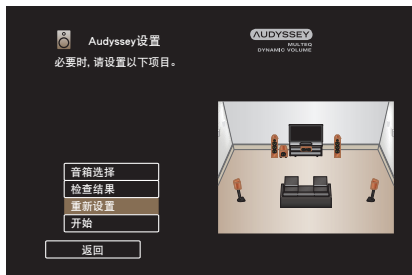 Audyssey设置
AUDYSSEY
MULTEQ
DYNAMIC VOLUME
必要时, 请设置以下项目。
音箱选择
检查结果
重新设置
开始
返回